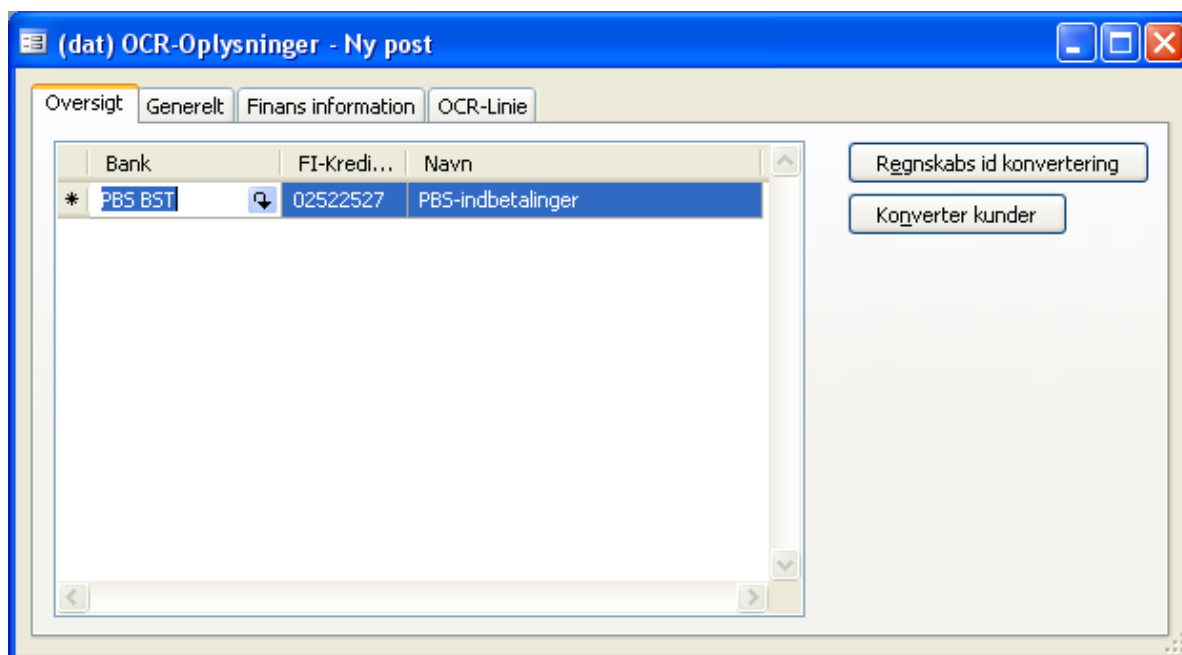 (dat) OCR-Oplysninger - Ny post
Oversigt Generelt Finans information OCR-Linie
Bank FI-Kredi... Navn
* PBS BST 02522527 PBS-indbetalinger
Regnskabs id konvertering
Konverter kunder